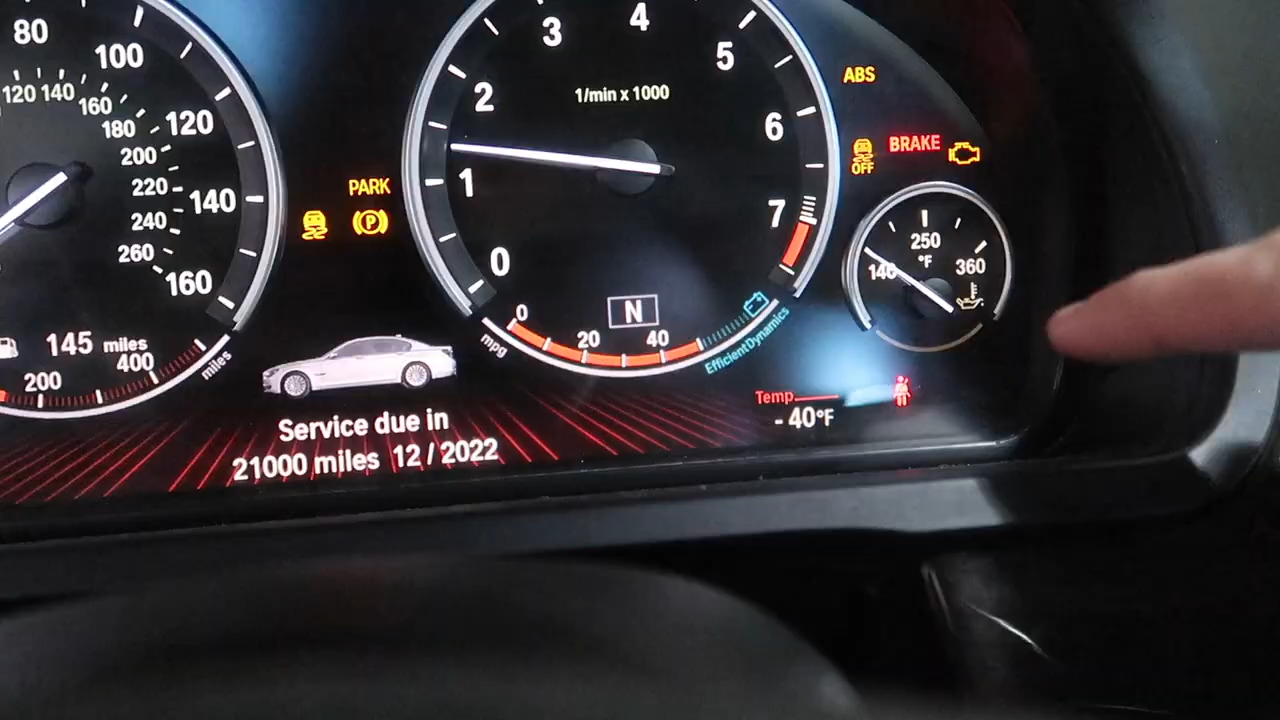 80
100
120
140
160
120 140
160
180
200
220
240
260
145 miles
200
400
miles
PARK
P
0
1
2
3
4
5
6
7
1/min x 1000
N
mpg
0
20
40
EfficientDynamics
ABS
OFF
BRAKE
140
250
°F
360
Temp
-40°F
Service due in
21000 miles 12 / 2022